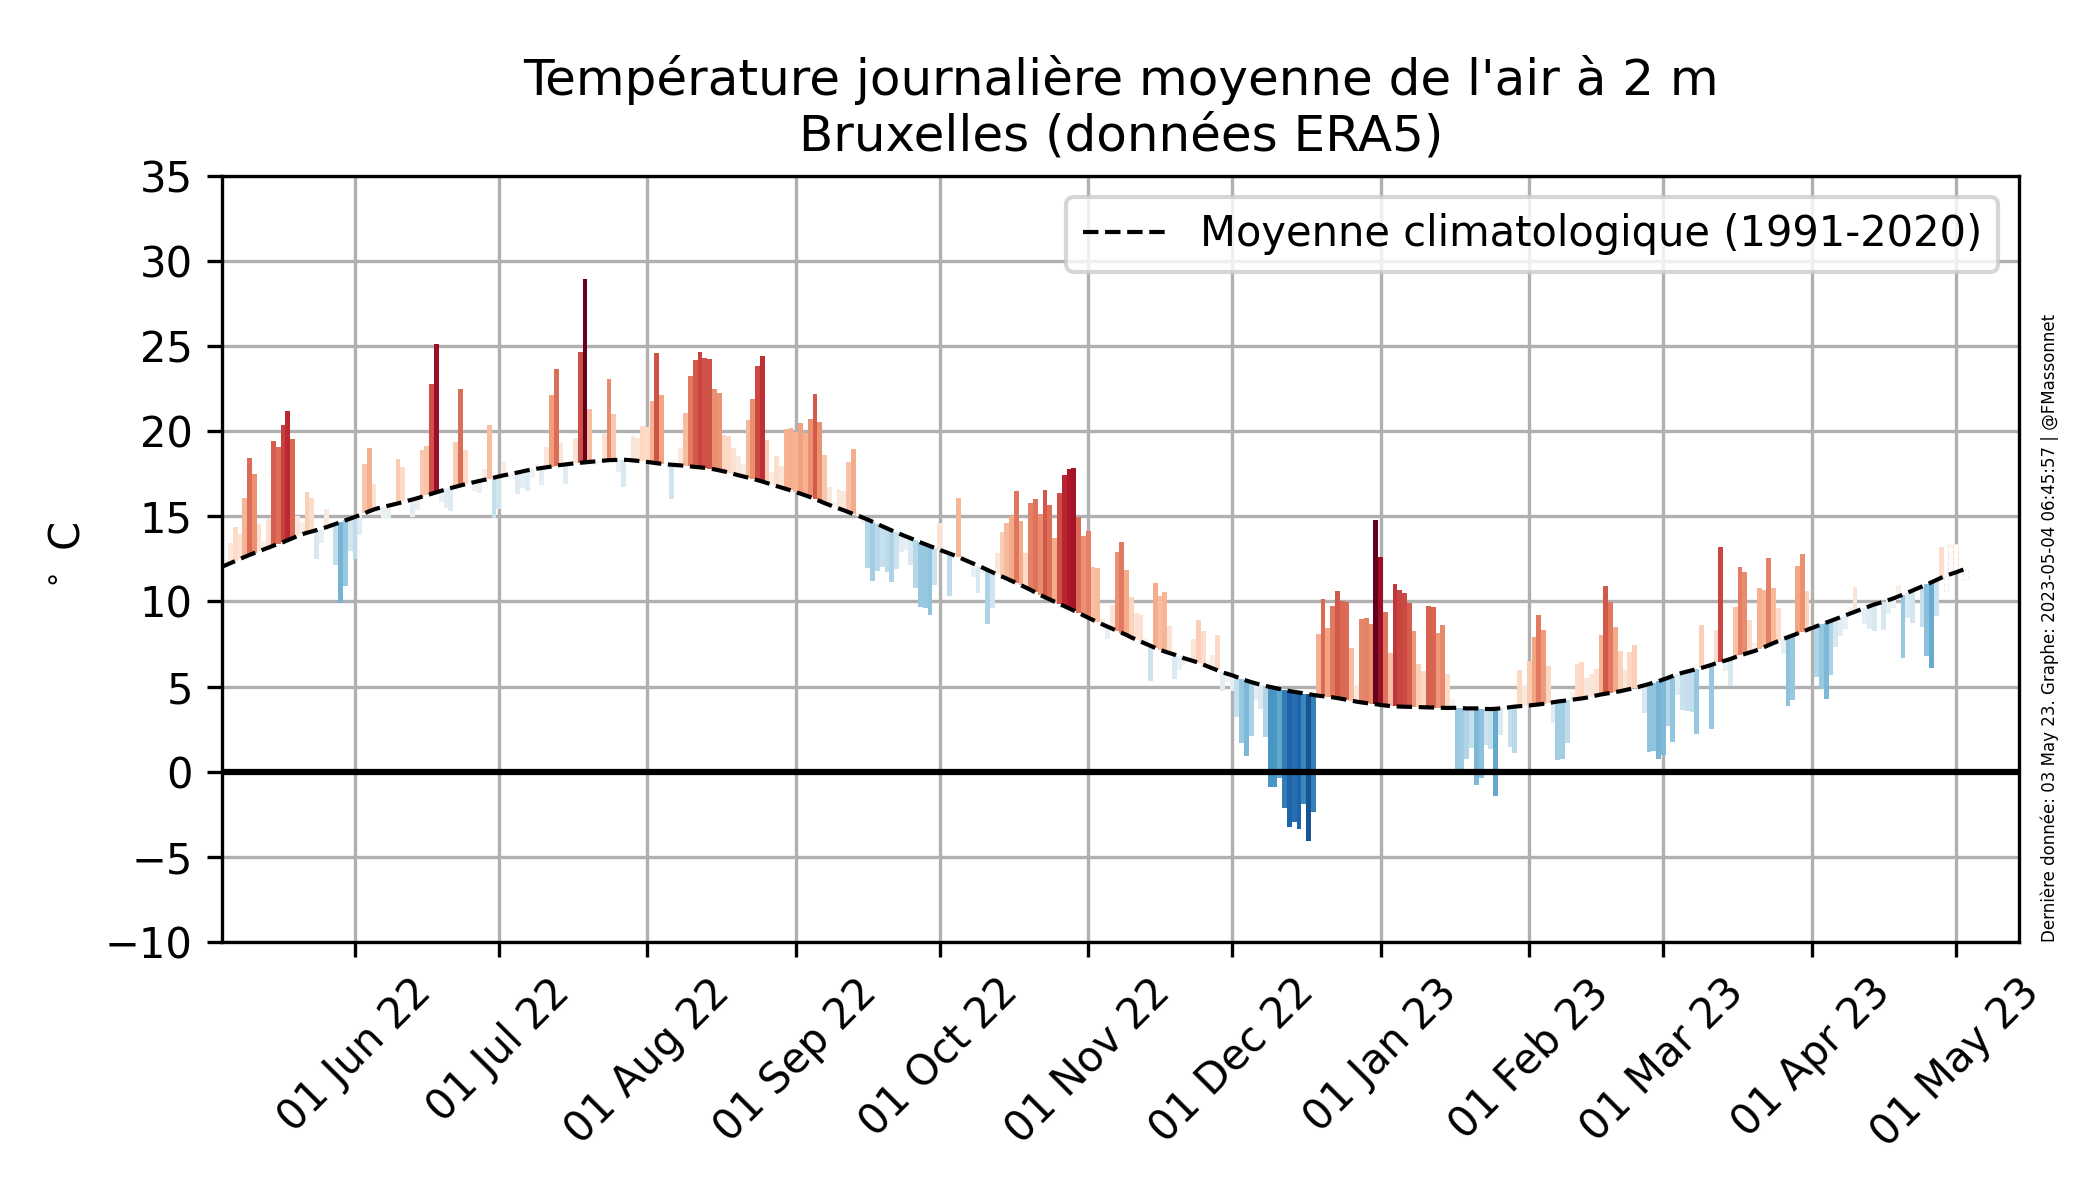 Température journalière moyenne de l'air à 2 m
Bruxelles (données ERA5)
35
30
25
20
15
10
5
0
−5
−10
° C
Moyenne climatologique (1991-2020)
01 Jun 22
01 Jul 22
01 Aug 22
01 Sep 22
01 Oct 22
01 Nov 22
01 Dec 22
01 Jan 23
01 Feb 23
01 Mar 23
01 Apr 23
01 May 23
Dernière donnée: 03 May 23. Graphe: 2023-05-04 06:45:57 | @FMassonnet